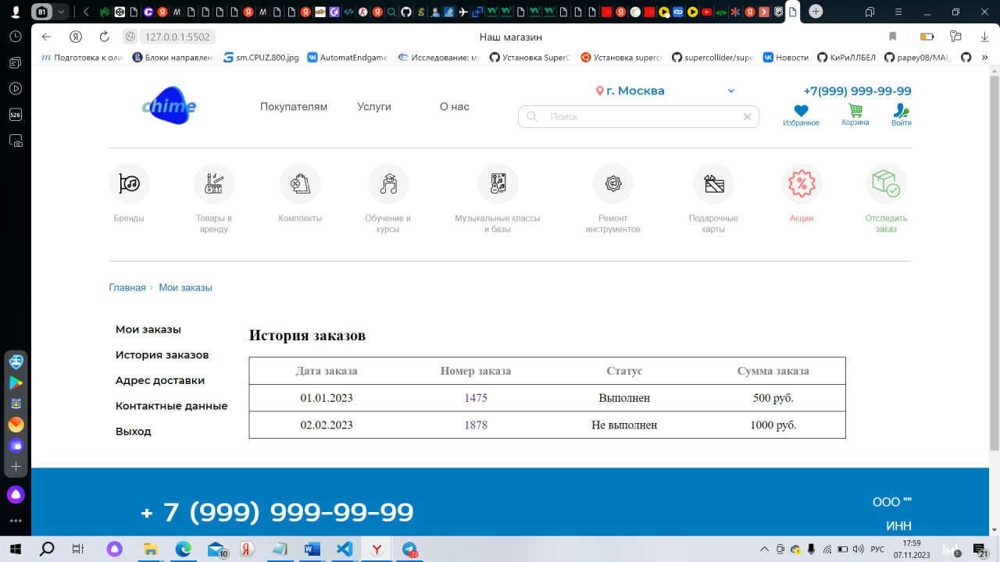 81
127.0.0.1:5502
Наш магазин
Подготовка к оли
Блоки направлени
sm.CPUZ.800.jpg
AutomatEndgame.
Исследование: му
Установка SuperC
Установка superco
supercollider/supe
Новости
КиРиЛЛБЕЛ
papey08/MAI_
»
526
chime
Покупателям
Услуги
О нас
г. Москва
Поиск
+7(999) 999-99-99
Избранное
Корзина
Войти
Бренды
Товары в
аренду
Комплекты
Обучение и
курсы
Музыкальные классы
и базы
Ремонт
инструментов
Подарочные
карты
Акции
Отследить
заказ
Главная
Мои заказы
Мои заказы
История заказов
Адрес доставки
Контактные данные
Выход
История заказов
Дата заказа Номер заказа Статус Сумма заказа
01.01.2023 1475 Выполнен 500 руб.
02.02.2023 1878 Не выполнен 1000 руб.
+ 7 (999) 999-99-99
ООО ""
ИНН
10
РУС
17:59
07.11.2023
21